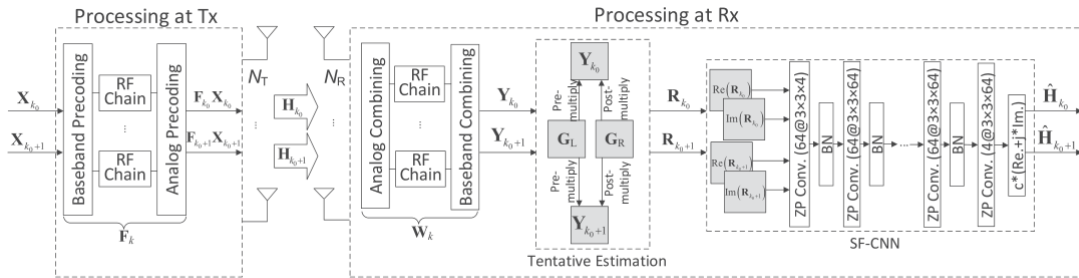 Processing at Tx
Processing at Rx
X_{k_0}
X_{k_0+1}
Baseband Precoding
RF Chain
...
RF Chain
Analog Precoding
F_k
F_{k_0}X_{k_0}
F_{k_0+1}X_{k_0+1}
N_T
...
N_R
...
H_{k_0}
H_{k_0+1}
Analog Combining
RF Chain
...
RF Chain
Baseband Combining
W_k
Y_{k_0}
Y_{k_0+1}
Y_{k_0}
Pre-multiply
Post-multiply
G_L
G_R
Pre-multiply
Post-multiply
Y_{k_0+1}
Tentative Estimation
R_{k_0}
R_{k_0+1}
Re(R_{k_0})
Im(R_{k_0})
Re(R_{k_0+1})
Im(R_{k_0+1})
ZP Conv. (64@3×3×4)
BN
ZP Conv. (64@3×3×64)
BN
...
ZP Conv. (64@3×3×64)
BN
ZP Conv. (4@3×3×64)
c*(Re.+j*Im.)
SF-CNN
Ĥ_{k_0}
Ĥ_{k_0+1}